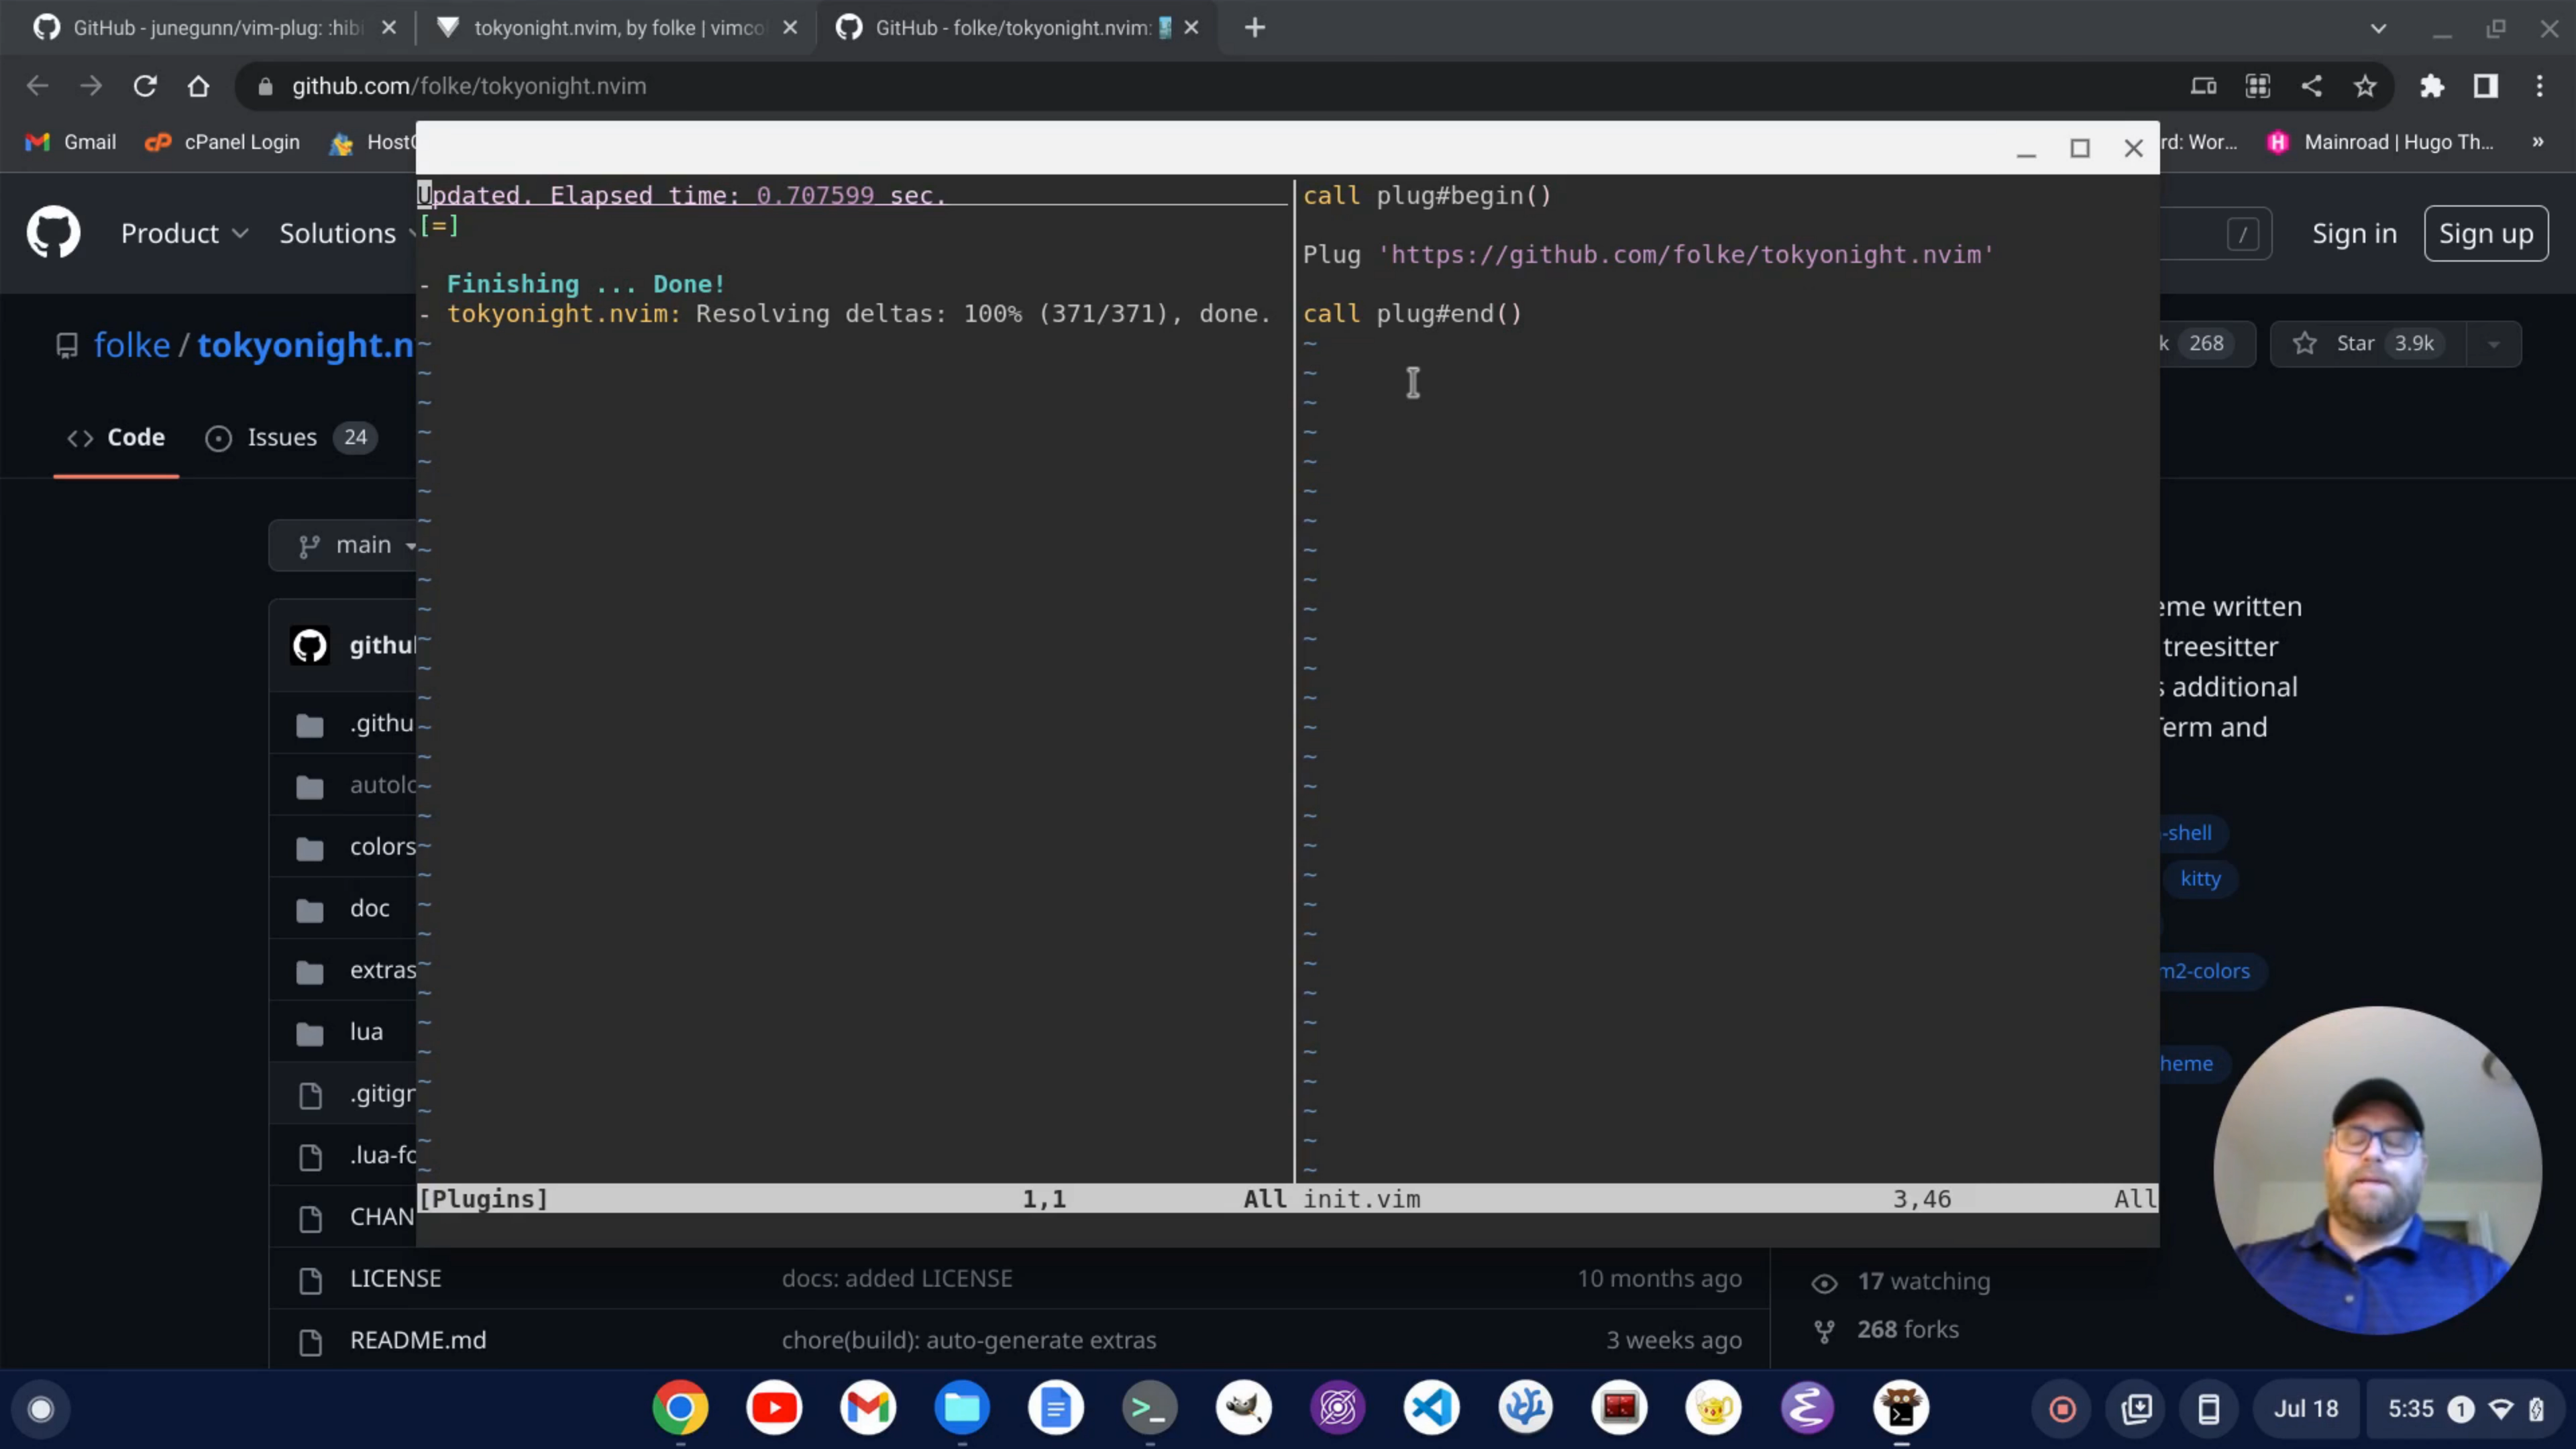 GitHub - junegunn/vim-plug: :hibi
tokyonight.nvim, by folke | vimco
GitHub - folke/tokyonight.nvim:
github.com/folke/tokyonight.nvim
Gmail
cPanel Login
Host
rd: Wor...
Mainroad | Hugo Th...
»
Product
Solutions
/
Sign in
Sign up
folke / tokyonight.n
k 268
Star 3.9k
Code
Issues 24
main
githu
.githu
autolo
colors
doc
extras
lua
.gitigr
.lua-fo
CHAN
LICENSE
docs: added LICENSE
10 months ago
README.md
chore(build): auto-generate extras
3 weeks ago
Updated. Elapsed time: 0.707599 sec.
[=]
- Finishing ... Done!
- tokyonight.nvim: Resolving deltas: 100% (371/371), done.
[Plugins] 1,1 All
call plug#begin()
Plug 'https://github.com/folke/tokyonight.nvim'
call plug#end()
init.vim 3,46 All
eme written
treesitter
s additional
Term and
-shell
kitty
m2-colors
heme
17 watching
268 forks
Jul 18
5:35
1